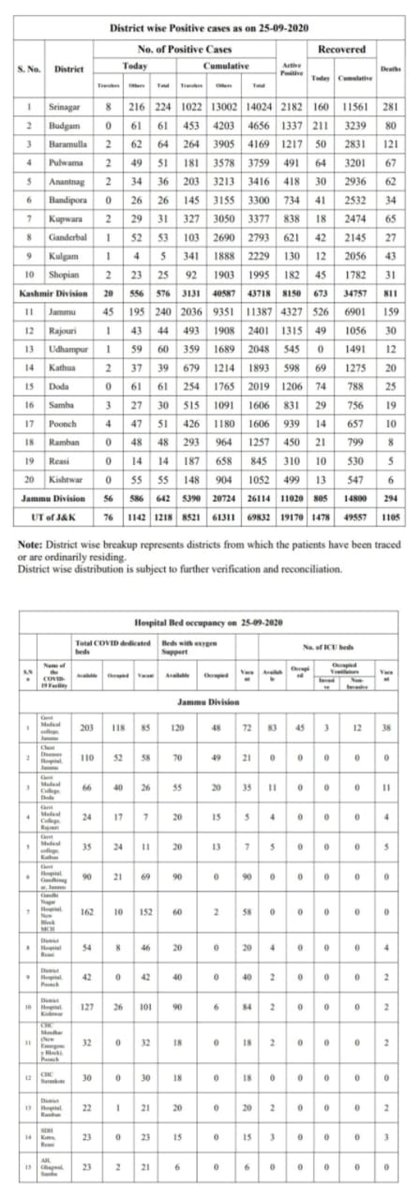 District wise Positive cases as on 25-09-2020
S. No. District No. of Positive Cases Active Positive Recovered Deaths
Today Cumulative Today Cumulative
Travelers Others Total Travelers Others Total
1 Srinagar 8 216 224 1022 13002 14024 2182 160 11561 281
2 Budgam 0 61 61 453 4203 4656 1337 211 3239 80
3 Baramulla 2 62 64 264 3905 4169 1217 50 2831 121
4 Pulwama 2 49 51 181 3578 3759 491 64 3201 67
5 Anantnag 2 34 36 203 3213 3416 418 30 2936 62
6 Bandipora 0 26 26 145 3155 3300 734 41 2532 34
7 Kupwara 2 29 31 327 3050 3377 838 18 2474 65
8 Ganderbal 1 52 53 103 2690 2793 621 42 2145 27
9 Kulgam 1 4 5 341 1888 2229 130 12 2056 43
10 Shopian 2 23 25 92 1903 1995 182 45 1782 31
Kashmir Division 20 556 576 3131 40587 43718 8150 673 34757 811
11 Jammu 45 195 240 2036 9351 11387 4327 526 6901 159
12 Rajouri 1 43 44 493 1908 2401 1315 49 1056 30
13 Udhampur 1 59 60 359 1689 2048 545 0 1491 12
14 Kathua 2 37 39 679 1214 1893 598 69 1275 20
15 Doda 0 61 61 254 1765 2019 1206 74 788 25
16 Samba 3 27 30 515 1091 1606 831 29 756 19
17 Poonch 4 47 51 426 1180 1606 939 14 657 10
18 Ramban 0 48 48 293 964 1257 450 21 799 8
19 Reasi 0 14 14 187 658 845 310 10 530 5
20 Kishtwar 0 55 55 148 904 1052 499 13 547 6
Jammu Division 56 586 642 5390 20724 26114 11020 805 14800 294
UT of J&K 76 1142 1218 8521 61311 69832 19170 1478 49557 1105
Note: District wise breakup represents districts from which the patients have been traced
or are ordinarily residing.
District wise distribution is subject to further verification and reconciliation.
Hospital Bed occupancy on 25-09-2020
S.No Name of the COVID-19 Facility Total COVID dedicated beds Beds with oxygen Support No. of ICU beds
Available Occupied Vacant Available Occupied Vacant Available Occupied Occupied Ventilators Vacant
Invasive Non-Invasive
Jammu Division
1 Govt Medical college, Jammu 203 118 85 120 48 72 83 45 3 12 38
2 Chest Diseases Hospital, Jammu 110 52 58 70 49 21 0 0 0 0 0
3 Govt Medical College, Doda 66 40 26 55 20 35 11 0 0 0 11
4 Govt Medical College, Rajouri 24 17 7 20 15 5 4 0 0 0 4
5 Govt Medical college, Kathua 35 24 11 20 13 7 5 0 0 0 5
6 Govt Hospital Gandhinagar, Jammu 90 21 69 90 0 90 0 0 0 0 0
7 Gandhi Nagar Hospital New Block MCH 162 10 152 60 2 58 0 0 0 0 0
8 District Hospital Reasi 54 8 46 20 0 20 4 0 0 0 4
9 District Hospital, Poonch 42 0 42 40 0 40 2 0 0 0 2
10 District Hospital, Kishtwar 127 26 101 90 6 84 2 0 0 0 2
11 CHC Mendhar (New Emergency Block), Poonch 32 0 32 18 0 18 2 0 0 0 2
12 CHC Surankote 30 0 30 18 0 18 0 0 0 0 0
13 District Hospital, Ramban 22 1 21 20 0 20 2 0 0 0 2
14 SDH Katra, Reasi 23 0 23 15 0 15 3 0 0 0 3
15 AH, Ghagwal, Samba 23 2 21 6 0 6 0 0 0 0 0